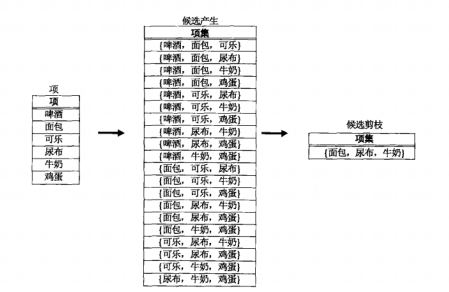 项
项
啤酒
面包
可乐
尿布
牛奶
鸡蛋
候选产生
项集
{啤酒，面包，可乐}
{啤酒，面包，尿布}
{啤酒，面包，牛奶}
{啤酒，面包，鸡蛋}
{啤酒，可乐，尿布}
{啤酒，可乐，牛奶}
{啤酒，可乐，鸡蛋}
{啤酒，尿布，牛奶}
{啤酒，尿布，鸡蛋}
{啤酒，牛奶，鸡蛋}
{面包，可乐，尿布}
{面包，可乐，牛奶}
{面包，可乐，鸡蛋}
{面包，尿布，牛奶}
{面包，尿布，鸡蛋}
{面包，牛奶，鸡蛋}
{可乐，尿布，牛奶}
{可乐，尿布，鸡蛋}
{可乐，牛奶，鸡蛋}
{尿布，牛奶，鸡蛋}
候选剪枝
项集
{面包，尿布，牛奶}